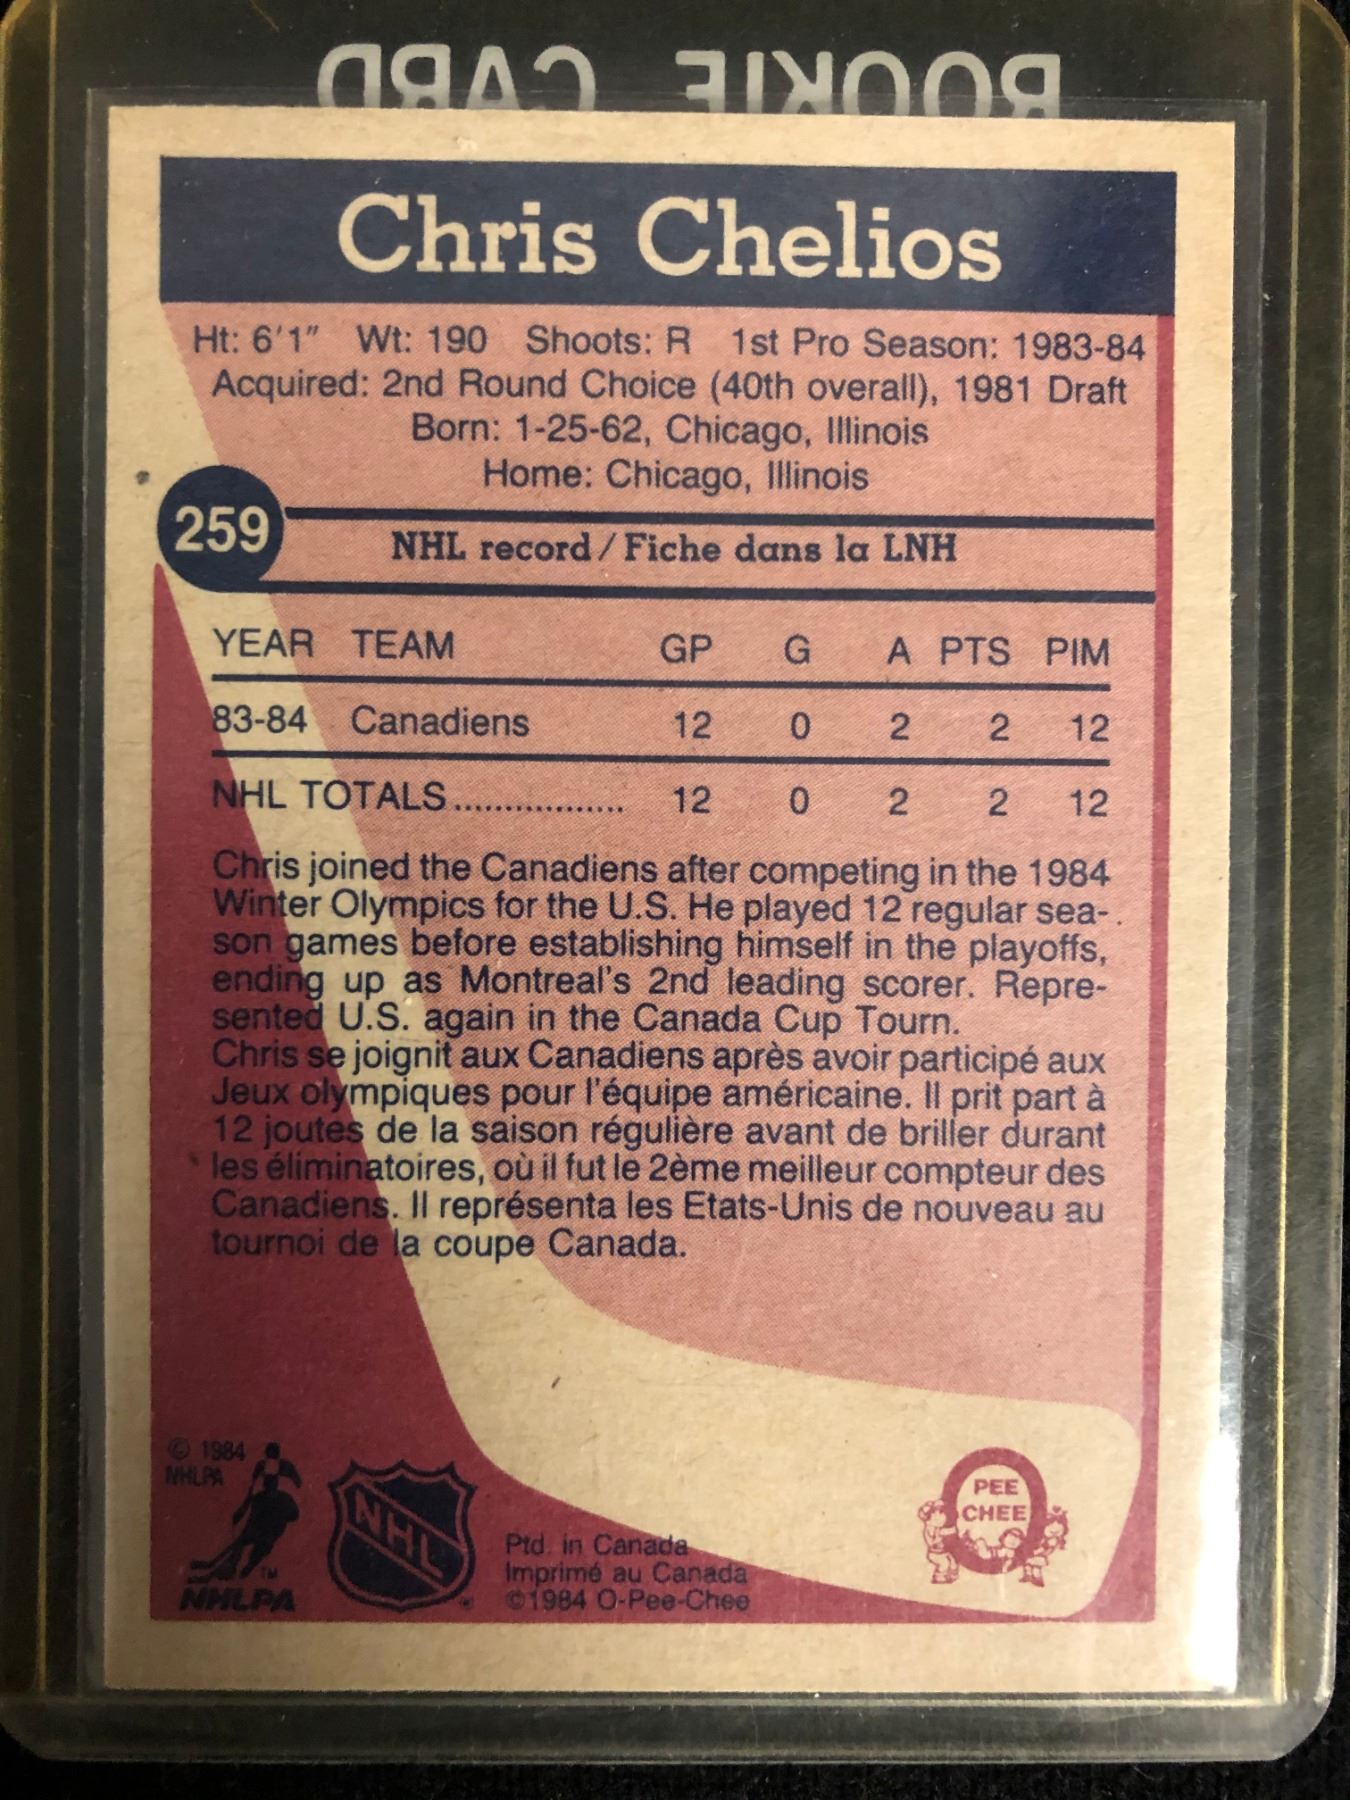 ROOKIE CARD
Chris Chelios
Ht: 6'1" Wt: 190 Shoots: R 1st Pro Season: 1983-84
Acquired: 2nd Round Choice (40th overall), 1981 Draft
Born: 1-25-62, Chicago, Illinois
Home: Chicago, Illinois
259
NHL record / Fiche dans la LNH
YEAR TEAM GP G A PTS PIM
83-84 Canadiens 12 0 2 2 12
NHL TOTALS................. 12 0 2 2 12
Chris joined the Canadiens after competing in the 1984
Winter Olympics for the U.S. He played 12 regular sea-
son games before establishing himself in the playoffs,
ending up as Montreal's 2nd leading scorer. Repre-
sented U.S. again in the Canada Cup Tourn.
Chris se joignit aux Canadiens après avoir participé aux
Jeux olympiques pour l'équipe américaine. Il prit part à
12 joutes de la saison régulière avant de briller durant
les éliminatoires, où il fut le 2ème meilleur compteur des
Canadiens. Il représenta les Etats-Unis de nouveau au
tournoi de la coupe Canada.
© 1984
NHLPA
TM
NHLPA
NHL
Ptd. in Canada
Imprimé au Canada
©1984 O-Pee-Chee
O
PEE
CHEE